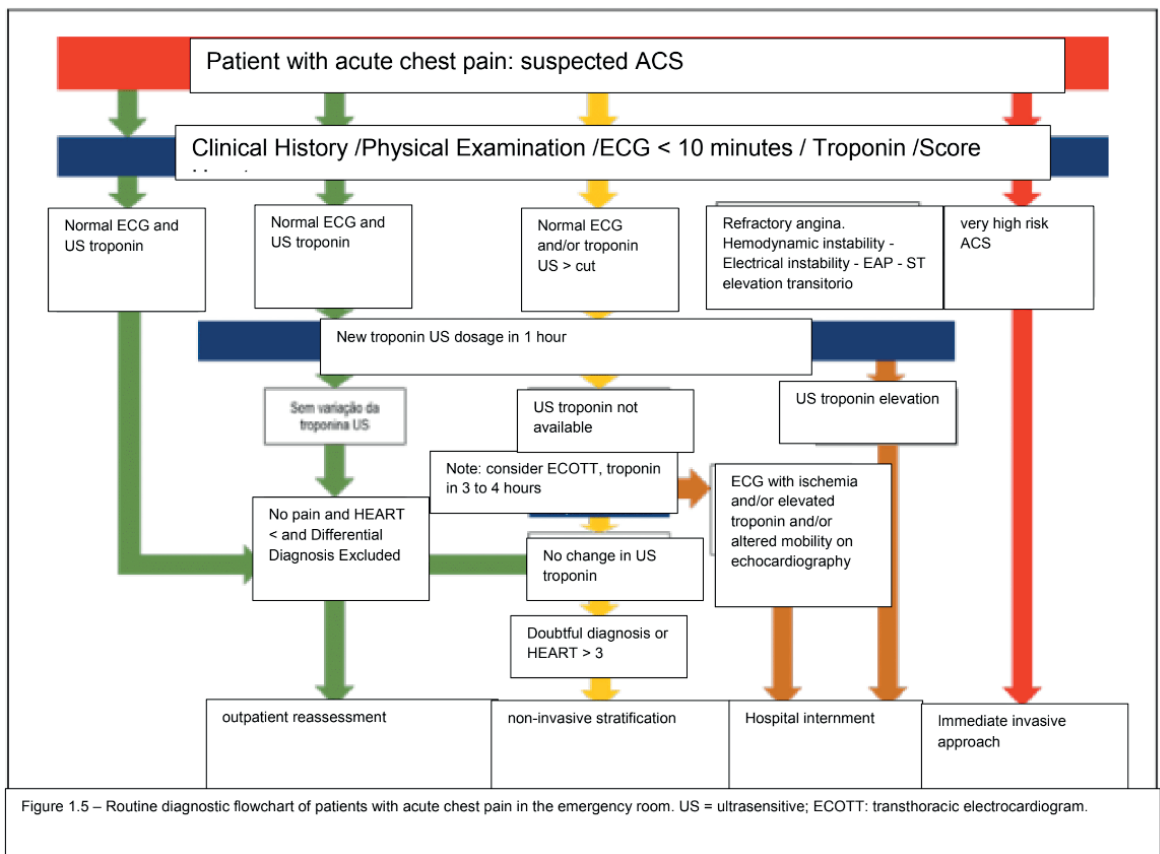 Patient with acute chest pain: suspected ACS
Clinical History /Physical Examination /ECG < 10 minutes / Troponin /Score
Normal ECG and
US troponin
Normal ECG and
US troponin
Normal ECG
and/or troponin
US > cut
Refractory angina.
Hemodynamic instability -
Electrical instability - EAP - ST
elevation transitorio
very high risk
ACS
New troponin US dosage in 1 hour
Sem variação da
troponina US
US troponin not
available
US troponin elevation
Note: consider ECOTT, troponin
in 3 to 4 hours
ECG with ischemia
and/or elevated
troponin and/or
altered mobility on
echocardiography
No pain and HEART
< and Differential
Diagnosis Excluded
No change in US
troponin
Doubtful diagnosis or
HEART > 3
outpatient reassessment
non-invasive stratification
Hospital internment
Immediate invasive
approach
Figure 1.5 – Routine diagnostic flowchart of patients with acute chest pain in the emergency room. US = ultrasensitive; ECOTT: transthoracic electrocardiogram.